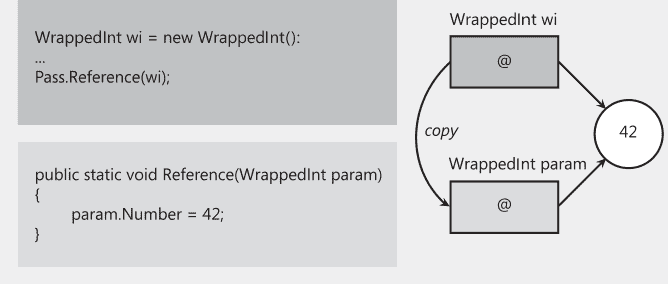 WrappedInt wi = new WrappedInt():
...
Pass.Reference(wi);
public static void Reference(WrappedInt param)
{
param.Number = 42;
}
WrappedInt wi
@
copy
42
WrappedInt param
@